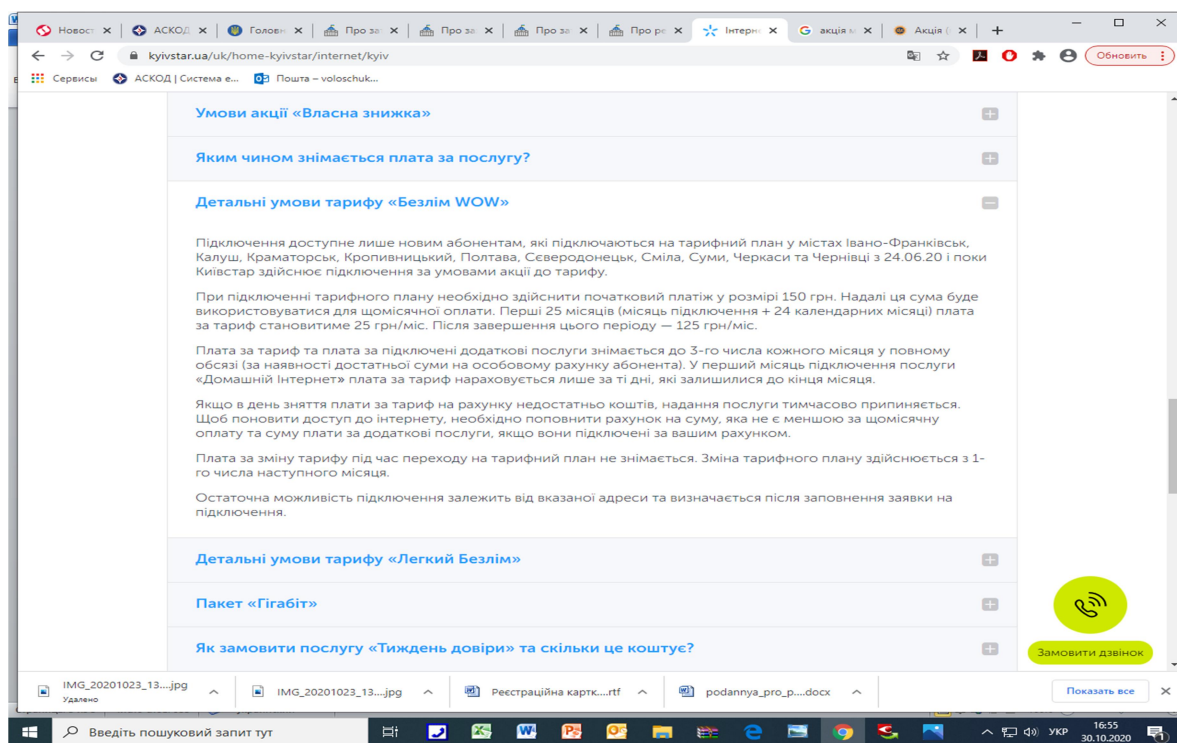 Новост
АСКОД
Головн
Про за
Про за
Про за
Про ре
Інтерн
акція м
Акція (
kyivstar.ua/uk/home-kyivstar/internet/kyiv
Обновить
Сервисы
АСКОД | Система е...
Пошта – voloschuk...
Умови акції «Власна знижка»
Яким чином знімається плата за послугу?
Детальні умови тарифу «Безлім WOW»
Підключення доступне лише новим абонентам, які підключаються на тарифний план у містах Івано-Франківськ,
Калуш, Краматорськ, Кропивницький, Полтава, Сєверодонецьк, Сміла, Суми, Черкаси та Чернівці з 24.06.20 і поки
Київстар здійснює підключення за умовами акції до тарифу.
При підключенні тарифного плану необхідно здійснити початковий платіж у розмірі 150 грн. Надалі ця сума буде
використовуватися для щомісячної оплати. Перші 25 місяців (місяць підключення + 24 календарних місяці) плата
за тариф становитиме 25 грн/міс. Після завершення цього періоду — 125 грн/міс.
Плата за тариф та плата за підключені додаткові послуги знімається до 3-го числа кожного місяця у повному
обсязі (за наявності достатньої суми на особовому рахунку абонента). У перший місяць підключення послуги
«Домашній Інтернет» плата за тариф нараховується лише за ті дні, які залишилися до кінця місяця.
Якщо в день зняття плати за тариф на рахунку недостатньо коштів, надання послуги тимчасово припиняється.
Щоб поновити доступ до інтернету, необхідно поповнити рахунок на суму, яка не є меншою за щомісячну
оплату та суму плати за додаткові послуги, якщо вони підключені за вашим рахунком.
Плата за зміну тарифу під час переходу на тарифний план не знімається. Зміна тарифного плану здійснюється з 1-
го числа наступного місяця.
Остаточна можливість підключення залежить від вказаної адреси та визначається після заповнення заявки на
підключення.
Детальні умови тарифу «Легкий Безлім»
Пакет «Гігабіт»
Як замовити послугу «Тиждень довіри» та скільки це коштує?
Замовити дзвінок
IMG_20201023_13....jpg
Удалено
IMG_20201023_13....jpg
Реєстраційна картк....rtf
podannya_pro_p....docx
Показать все
Введіть пошуковий запит тут
УКР
16:55
30.10.2020